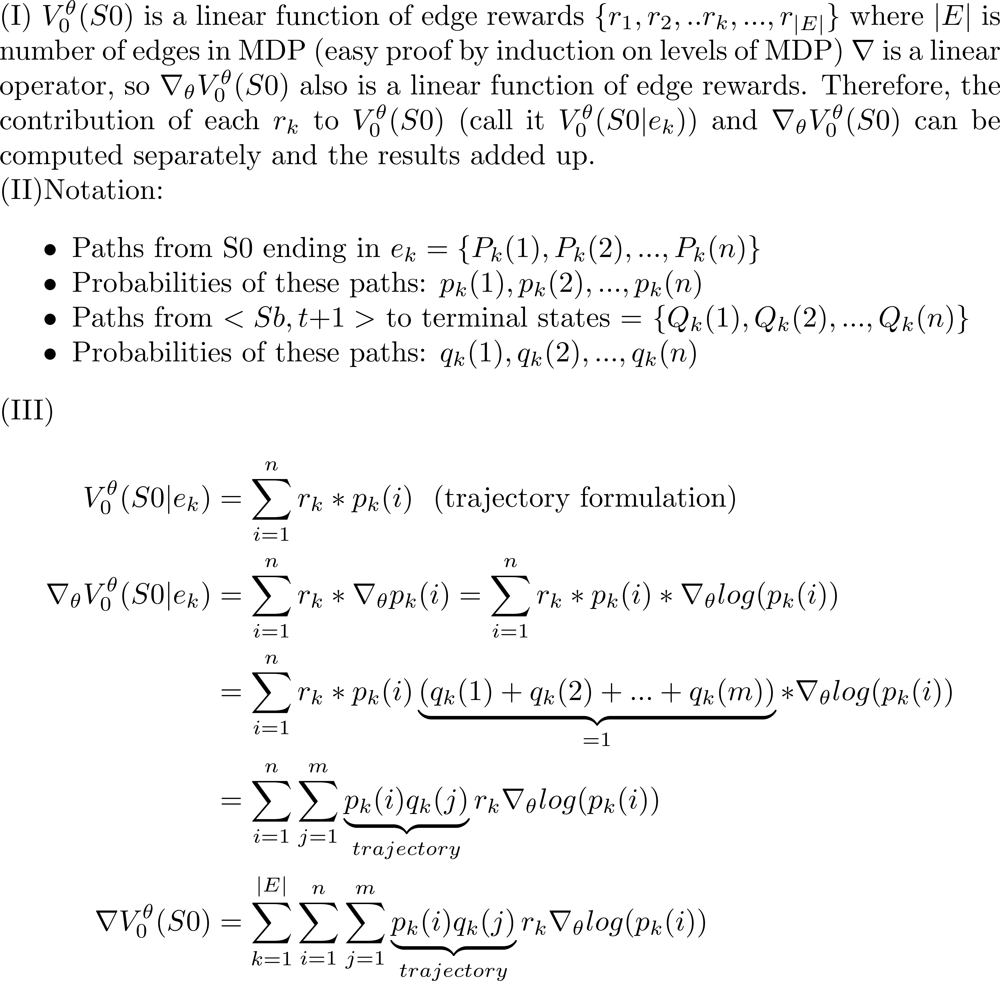 (I) $V_0^\theta(S0)$ is a linear function of edge rewards $\{r_1, r_2, ..r_k, ..., r_{|E|}\}$ where $|E|$ is
number of edges in MDP (easy proof by induction on levels of MDP) $\nabla$ is a linear
operator, so $\nabla_\theta V_0^\theta(S0)$ also is a linear function of edge rewards. Therefore, the
contribution of each $r_k$ to $V_0^\theta(S0)$ (call it $V_0^\theta(S0|e_k)$) and $\nabla_\theta V_0^\theta(S0)$ can be
computed separately and the results added up.
(II)Notation:
• Paths from S0 ending in $e_k = \{P_k(1), P_k(2), ..., P_k(n)\}$
• Probabilities of these paths: $p_k(1), p_k(2), ..., p_k(n)$
• Paths from $< Sb, t+1 >$ to terminal states $= \{Q_k(1), Q_k(2), ..., Q_k(n)\}$
• Probabilities of these paths: $q_k(1), q_k(2), ..., q_k(n)$
(III)
$V_0^\theta(S0|e_k) = \sum_{i=1}^{n} r_k * p_k(i)$ (trajectory formulation)
$\nabla_\theta V_0^\theta(S0|e_k) = \sum_{i=1}^{n} r_k * \nabla_\theta p_k(i) = \sum_{i=1}^{n} r_k * p_k(i) * \nabla_\theta log(p_k(i))$
$= \sum_{i=1}^{n} r_k * p_k(i) \underbrace{(q_k(1) + q_k(2) + ... + q_k(m))}_{=1} * \nabla_\theta log(p_k(i))$
$= \sum_{i=1}^{n} \sum_{j=1}^{m} \underbrace{p_k(i) q_k(j)}_{trajectory} r_k \nabla_\theta log(p_k(i))$
$\nabla V_0^\theta(S0) = \sum_{k=1}^{|E|} \sum_{i=1}^{n} \sum_{j=1}^{m} \underbrace{p_k(i) q_k(j)}_{trajectory} r_k \nabla_\theta log(p_k(i))$